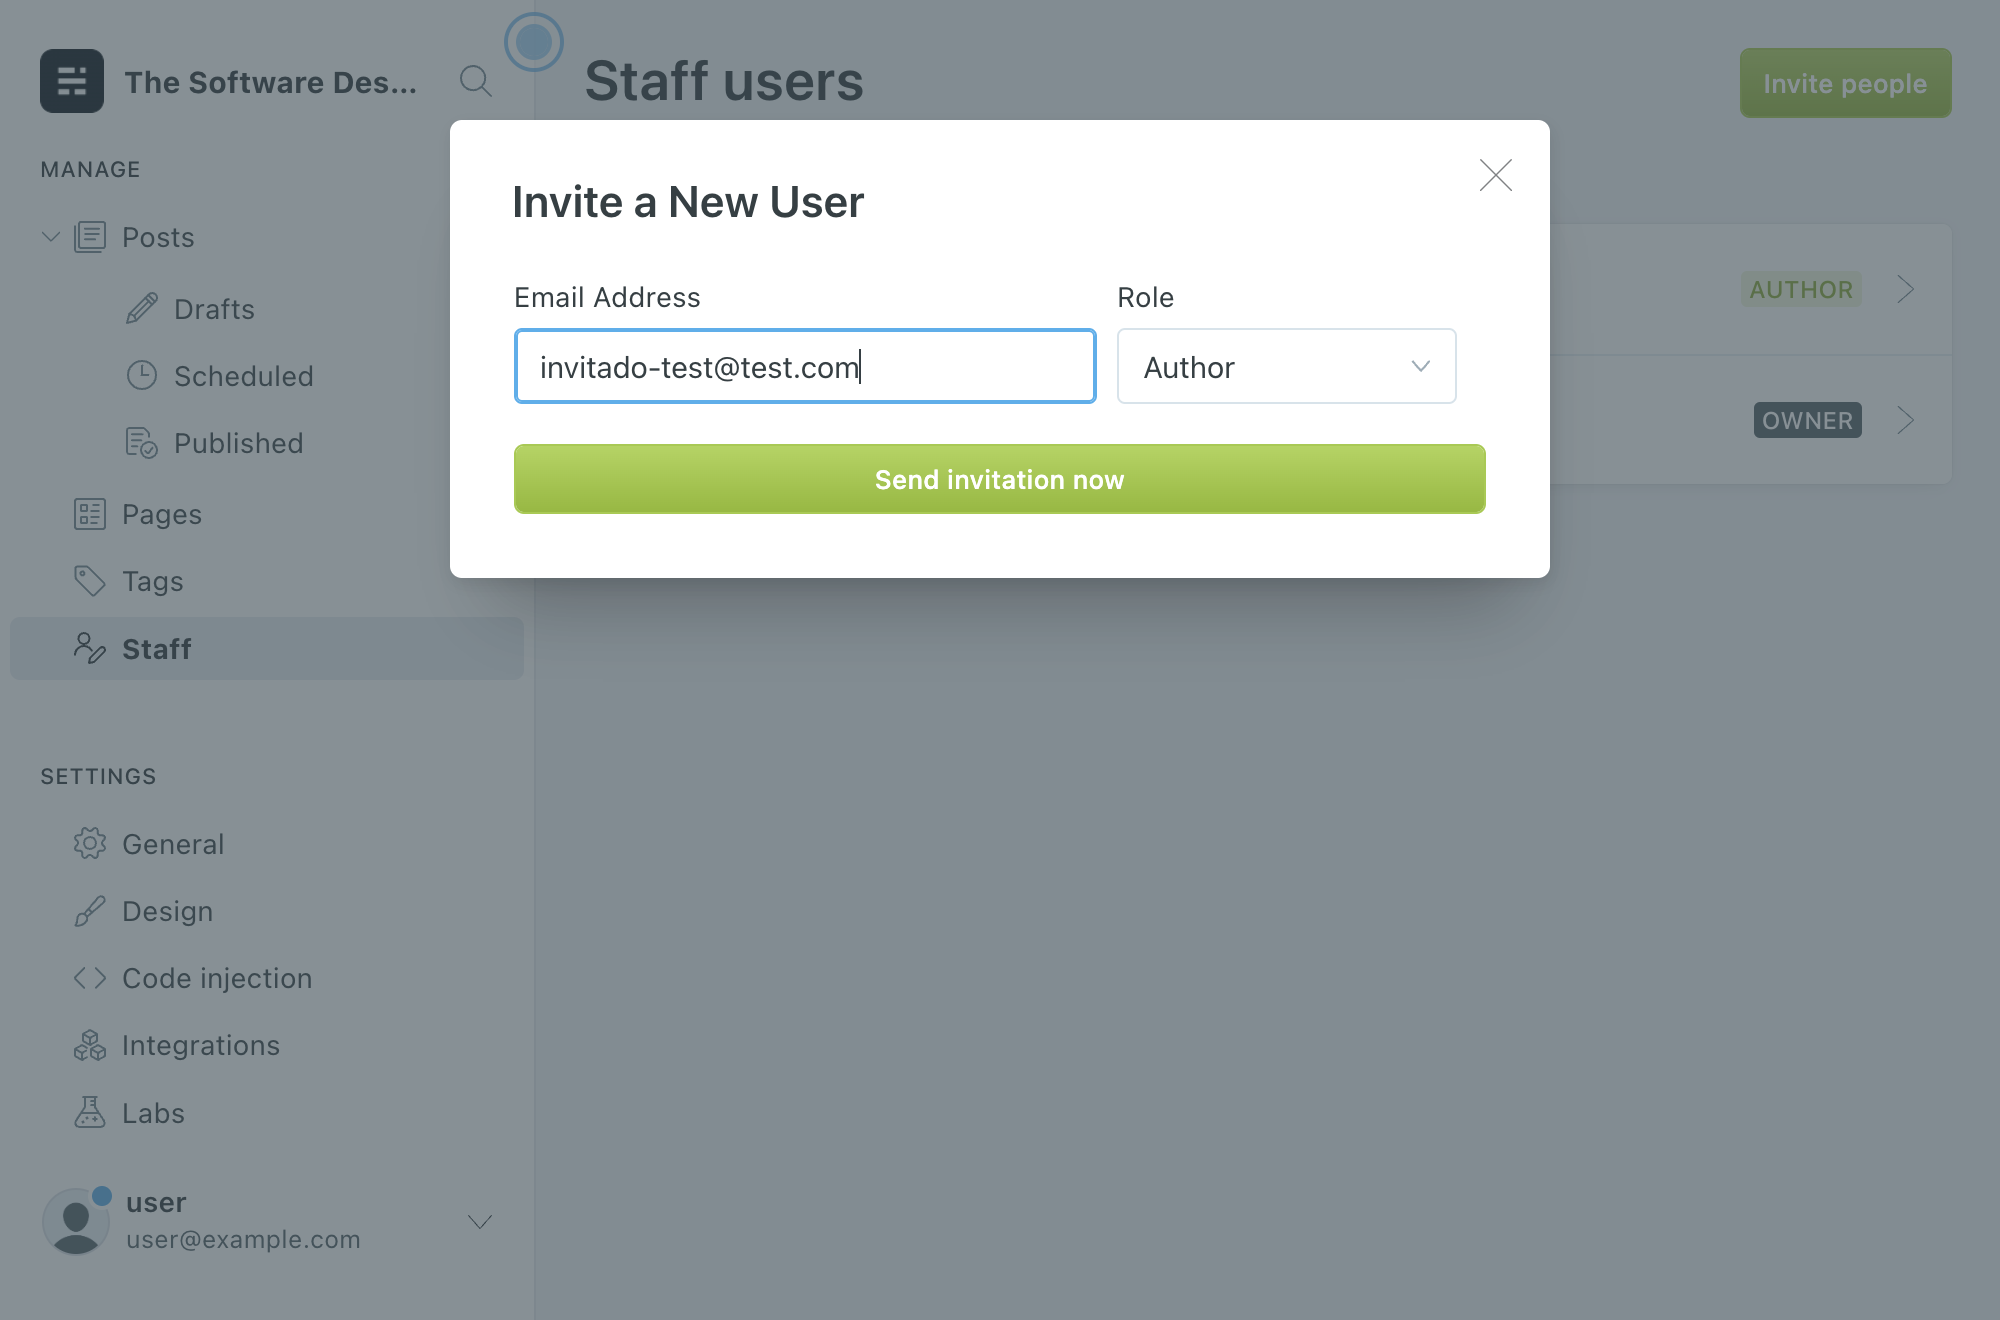 The Software Des...
Staff users
Invite people
MANAGE
Posts
Drafts
Scheduled
Published
Pages
Tags
Staff
Invite a New User
Email Address
Role
invitado-test@test.com
Author
Send invitation now
AUTHOR
OWNER
SETTINGS
General
Design
Code injection
Integrations
Labs
user
user@example.com